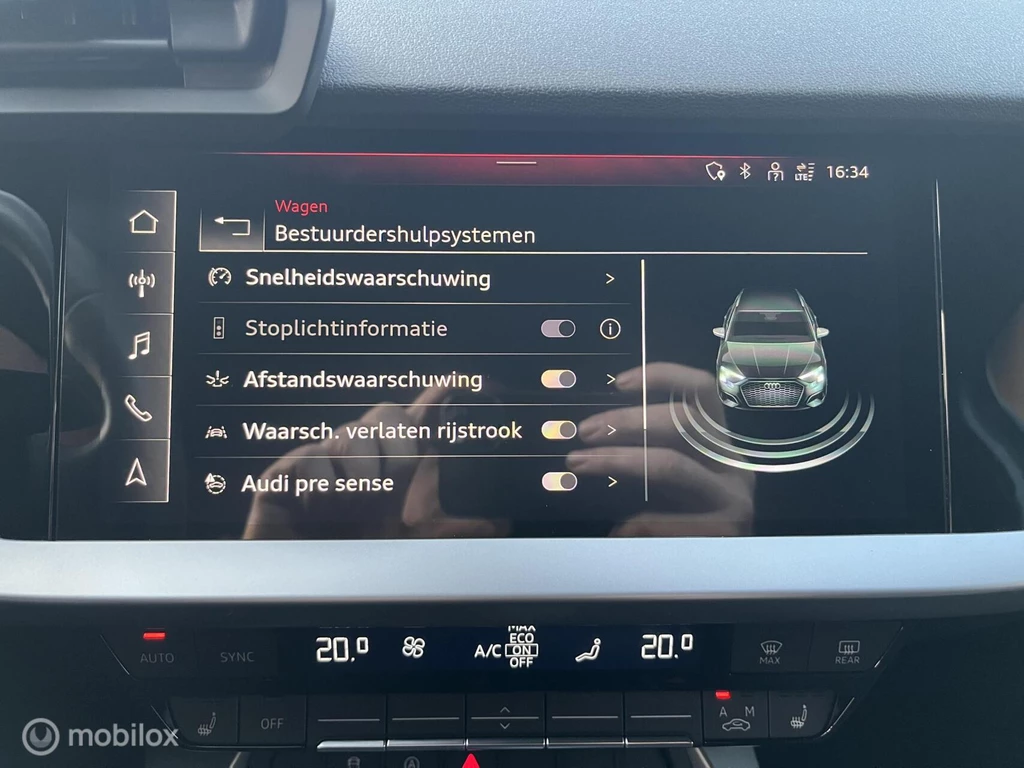 LTE 16:34
Wagen
Bestuurdershulpsystemen
Snelheidswaarschuwing
Stoplichtinformatie
Afstandswaarschuwing
Waarsch. verlaten rijstrook
Audi pre sense
AUTO SYNC 20.0 A/C MAX ECO ON OFF 20.0 MAX REAR
OFF A M
mobilox